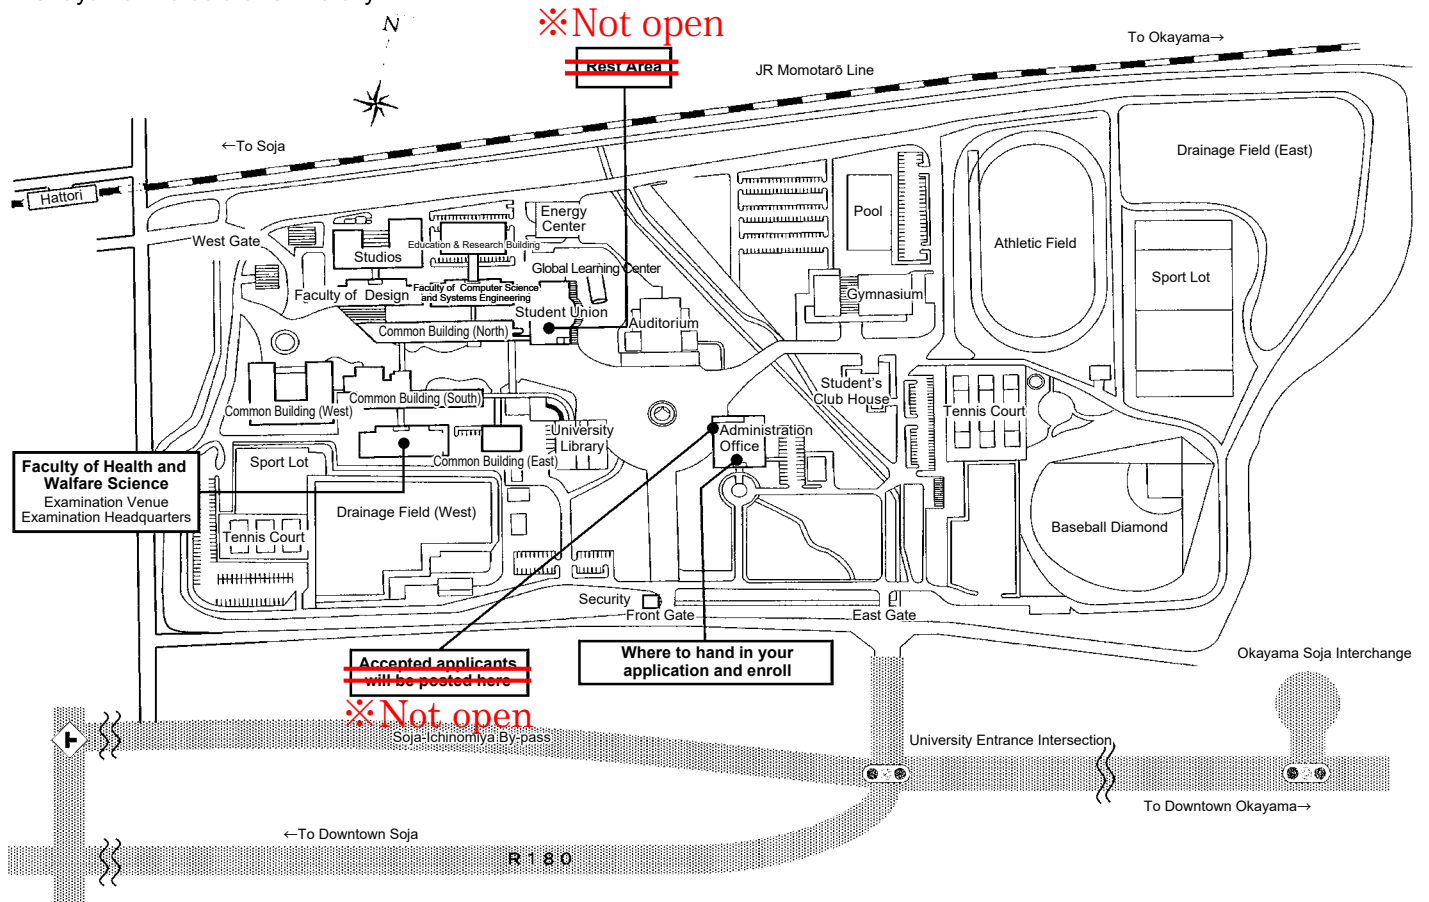 ※Not open
Rest Area
N
To Okayama→
JR Momotarō Line
←To Soja
Hattori
Drainage Field (East)
Energy
Center
Pool
West Gate
Studios
Education & Research Building
Athletic Field
Global Learning Center
Sport Lot
Faculty of Design
Faculty of Computer Science
and Systems Engineering
Gymnasium
Student Union
Auditorium
Common Building (North)
Student's
Club House
Common Building (South)
Common Building (West)
Tennis Court
University
Library
Administration
Office
Common Building (East)
Sport Lot
Faculty of Health and
Welfare Science
Examination Venue
Examination Headquarters
Drainage Field (West)
Baseball Diamond
Tennis Court
Security
Front Gate
East Gate
Accepted applicants
will be posted here
※Not open
Where to hand in your
application and enroll
Okayama Soja Interchange
Soja-Ichinomiya By-pass
University Entrance Intersection
To Downtown Okayama→
←To Downtown Soja
R180